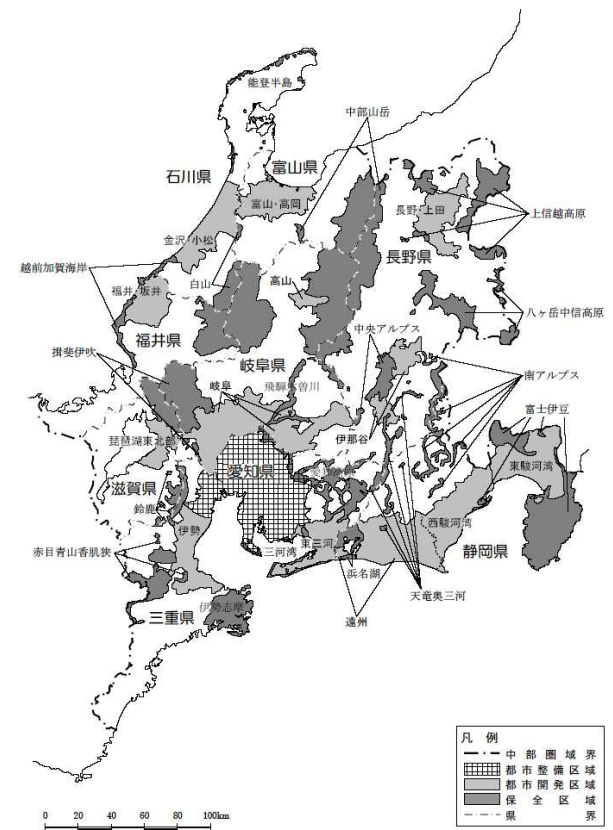 能登半島
中部山岳
石川県
富山県
富山・高岡
長野・上田
上信越高原
金沢・小松
長野県
越前加賀海岸
白山
高山
福井・坂井
八ヶ岳中信高原
福井県
中央アルプス
揖斐伊吹
岐阜県
岐阜
飛騨木曽川
南アルプス
富士伊豆
伊那谷
琵琶湖東北部
愛知県
東駿河湾
滋賀県
鈴鹿
伊勢
西駿河湾
赤目青山香肌峡
三河湾
東三河
静岡県
浜名湖
天竜奥三河
三重県
伊勢志摩
遠州
凡例
中部圏域界
都市整備区域
都市開発区域
保全区域
県界
0 20 40 60 80 100km